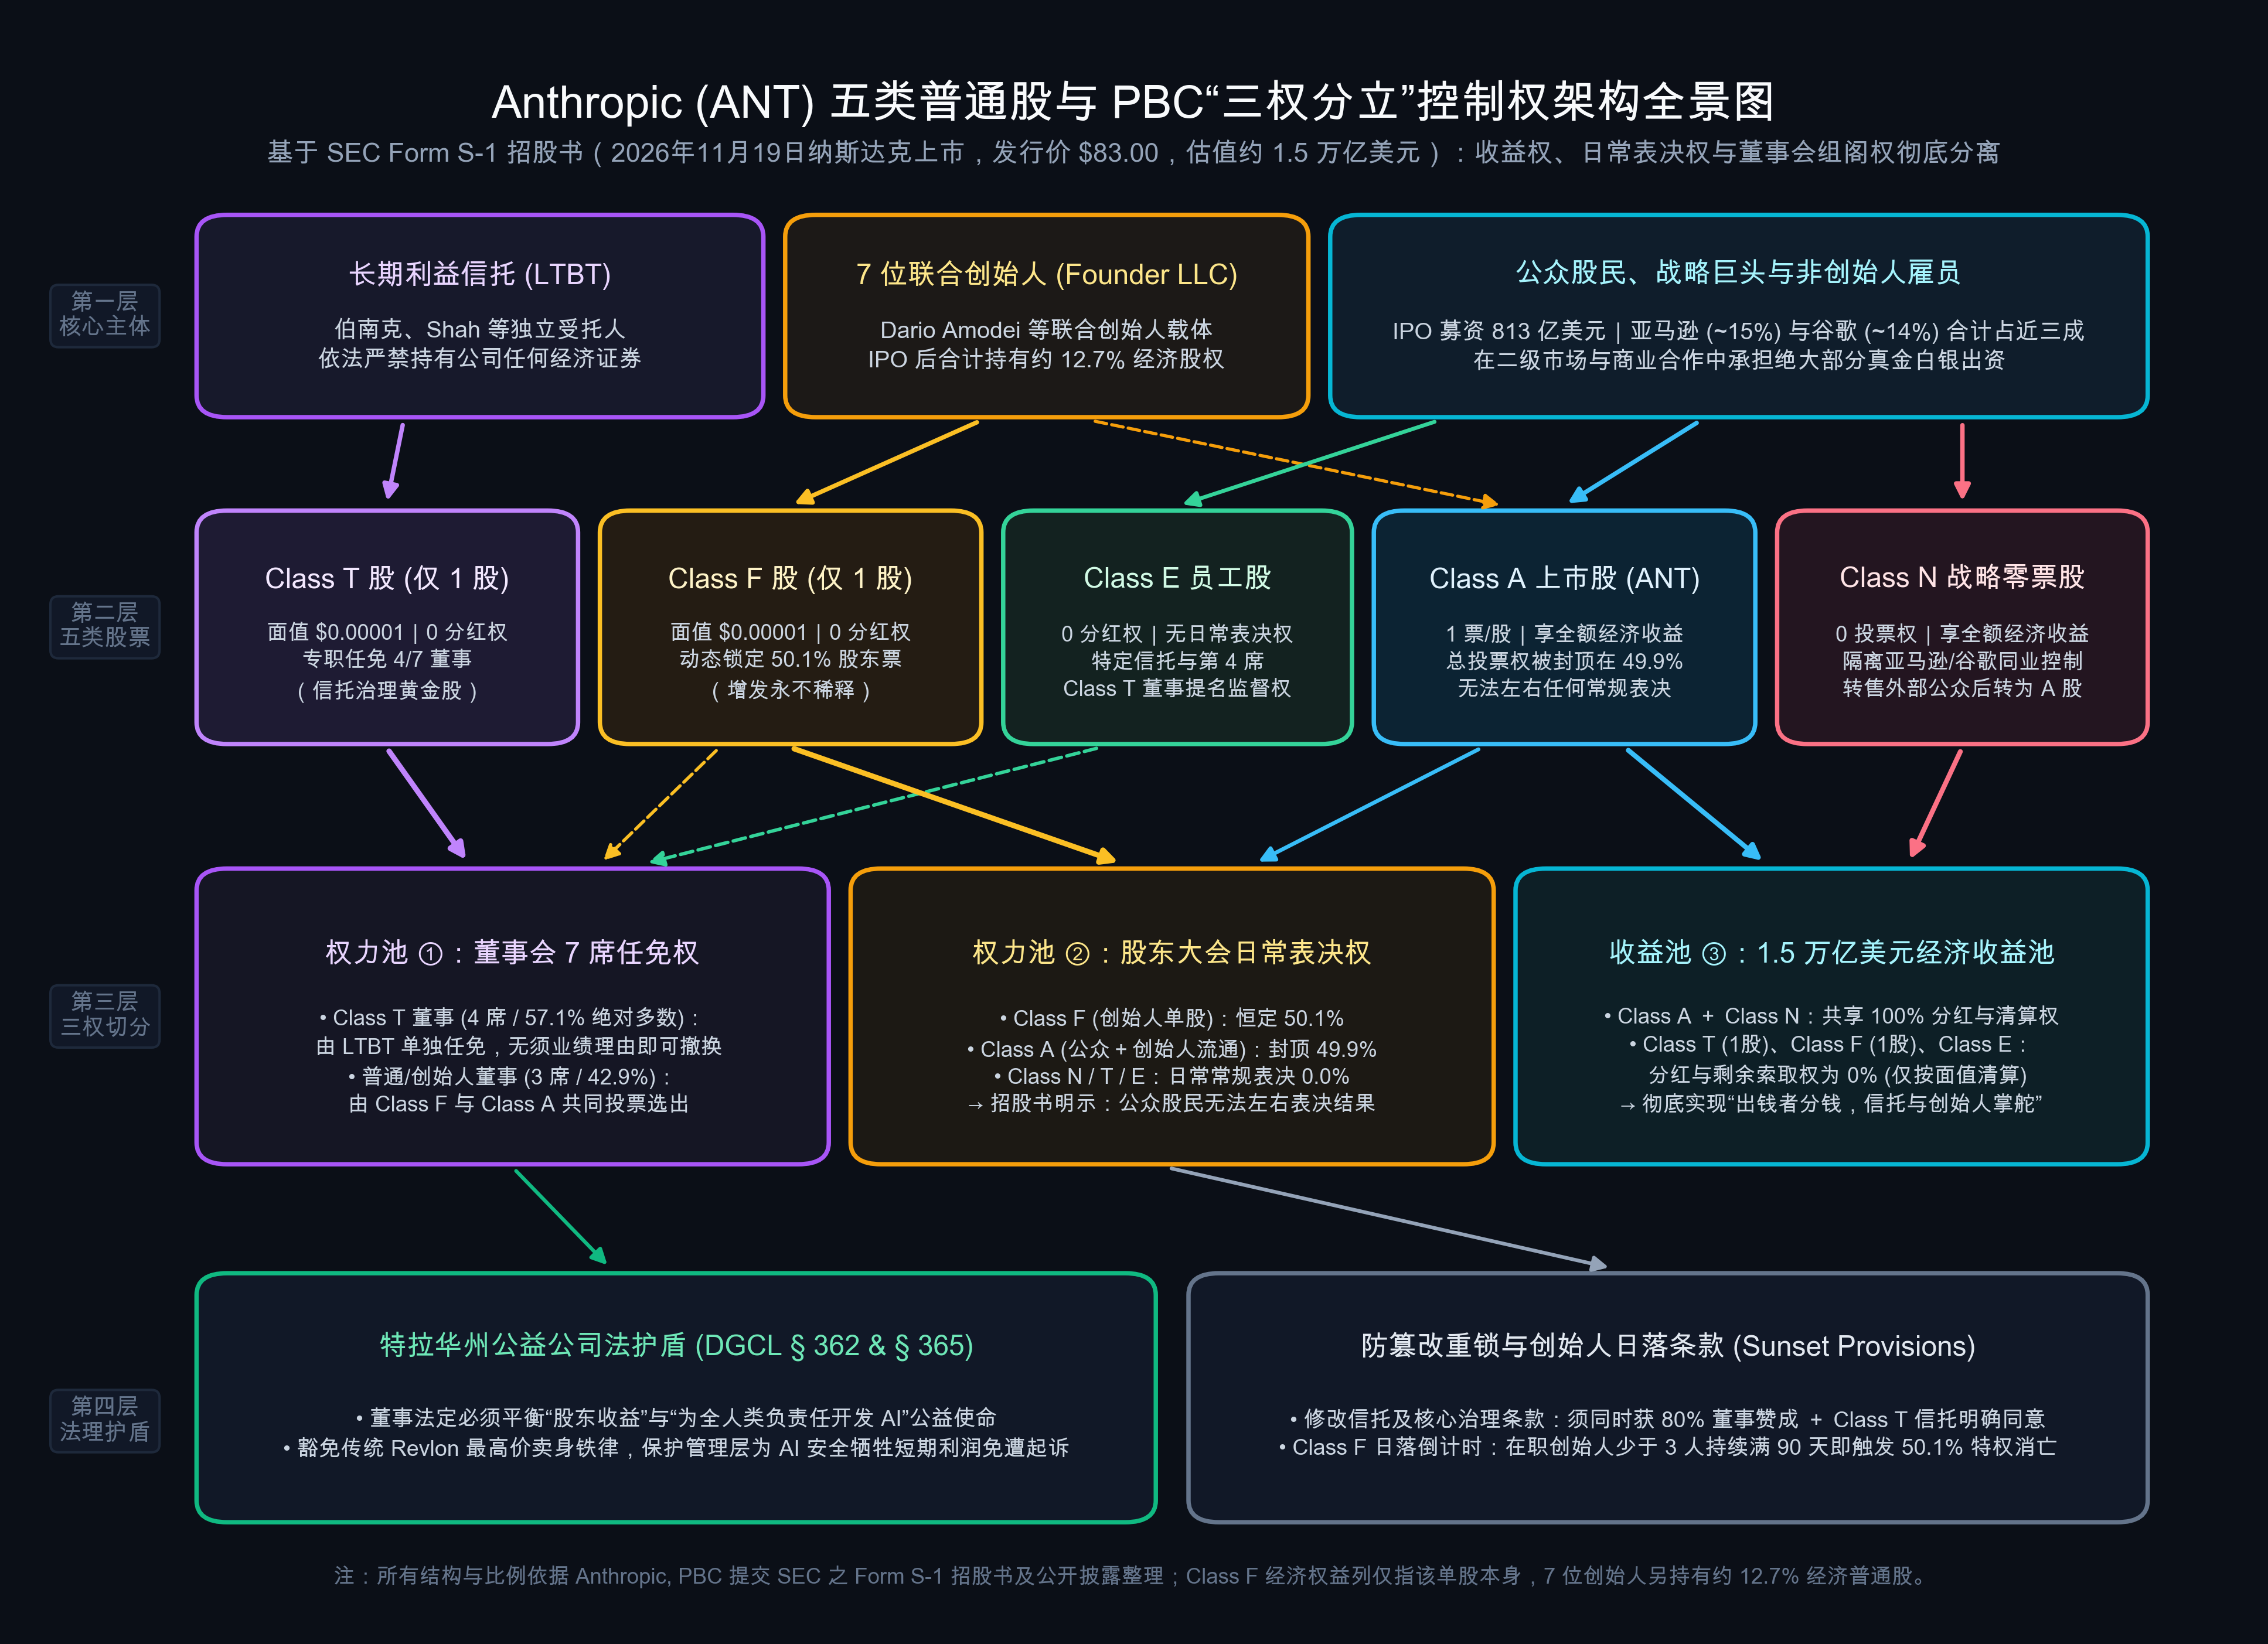 Anthropic (ANT) 五类普通股与 PBC“三权分立”控制权架构全景图
基于 SEC Form S-1 招股书（2026年11月19日纳斯达克上市，发行价 $83.00，估值约 1.5 万亿美元）：收益权、日常表决权与董事会组阁权彻底分离
第一层
核心主体
长期利益信托 (LTBT)
伯南克、Shah 等独立受托人
依法严禁持有公司任何经济证券
7 位联合创始人 (Founder LLC)
Dario Amodei 等联合创始人载体
IPO 后合计持有约 12.7% 经济股权
公众股民、战略巨头与非创始人雇员
IPO 募资 813 亿美元 | 亚马逊 (~15%) 与谷歌 (~14%) 合计占近三成
在二级市场与商业合作中承担绝大部分真金白银出资
第二层
五类股票
Class T 股 (仅 1 股)
面值 $0.00001 | 0 分红权
专职任免 4/7 董事
（信托治理黄金股）
Class F 股 (仅 1 股)
面值 $0.00001 | 0 分红权
动态锁定 50.1% 股东票
（增发永不稀释）
Class E 员工股
0 分红权 | 无日常表决权
特定信托与第 4 席
Class T 董事提名监督权
Class A 上市股 (ANT)
1 票/股 | 享全额经济收益
总投票权被封顶在 49.9%
无法左右任何常规表决
Class N 战略零票股
0 投票权 | 享全额经济收益
隔离亚马逊/谷歌同业控制
转售外部公众后转为 A 股
第三层
三权切分
权力池 ①：董事会 7 席任免权
• Class T 董事 (4 席 / 57.1% 绝对多数)：
由 LTBT 单独任免，无须业绩理由即可撤换
• 普通/创始人董事 (3 席 / 42.9%)：
由 Class F 与 Class A 共同投票选出
权力池 ②：股东大会日常表决权
• Class F (创始人单股)：恒定 50.1%
• Class A (公众 + 创始人流通)：封顶 49.9%
• Class N / T / E：日常常规表决 0.0%
→ 招股书明示：公众股民无法左右表决结果
收益池 ③：1.5 万亿美元经济收益池
• Class A + Class N：共享 100% 分红与清算权
• Class T (1股)、Class F (1股)、Class E：
分红与剩余索取权为 0% (仅按面值清算)
→ 彻底实现“出钱者分钱，信托与创始人掌舵”
第四层
法理护盾
特拉华州公益公司法护盾 (DGCL § 362 & § 365)
• 董事法定必须平衡“股东收益”与“为全人类负责任开发 AI”公益使命
• 豁免传统 Revlon 最高价卖身铁律，保护管理层为 AI 安全牺牲短期利润免遭起诉
防篡改重锁与创始人日落条款 (Sunset Provisions)
• 修改信托及核心治理条款：须同时获 80% 董事赞成 + Class T 信托明确同意
• Class F 日落倒计时：在职创始人少于 3 人持续满 90 天即触发 50.1% 特权消亡
注：所有结构与比例依据 Anthropic, PBC 提交 SEC 之 Form S-1 招股书及公开披露整理；Class F 经济权益列仅指该单股本身，7 位创始人另持有约 12.7% 经济普通股。